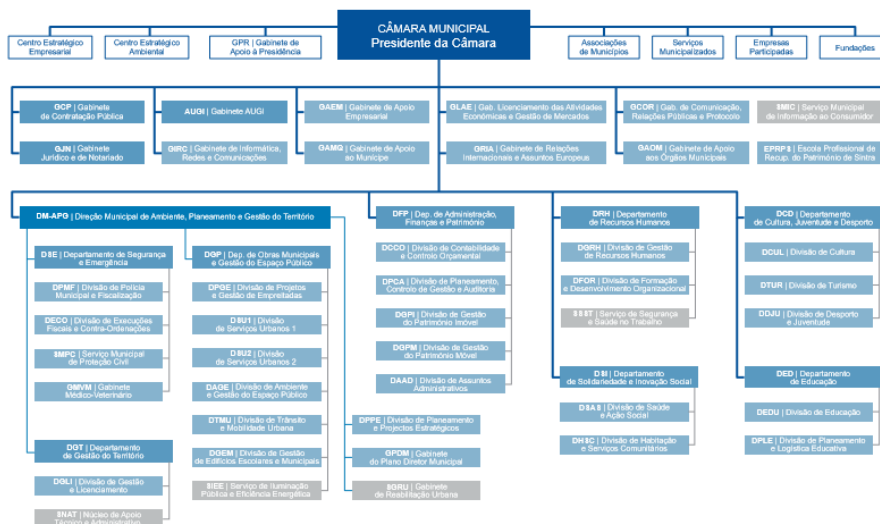 CÂMARA MUNICIPAL
Presidente da Câmara
Centro Estratégico
Empresarial
Centro Estratégico
Ambiental
GPR | Gabinete de
Apoio à Presidência
Associações
de Municípios
Serviços
Municipalizados
Empresas
Participadas
Fundações
GCP | Gabinete
de Contratação Pública
AUGI | Gabinete AUGI
GAEM | Gabinete de Apoio
Empresarial
GLAE | Gab. Licenciamento das Atividades
Económicas e Gestão de Mercados
GCOR | Gab. de Comunicação,
Relações Públicas e Protocolo
SMIC | Serviço Municipal
de Informação ao Consumidor
GJN | Gabinete
Jurídico e de Notariado
GIRC | Gabinete de Informática,
Redes e Comunicações
GAMQ | Gabinete de Apoio
ao Munícipe
GRIA | Gabinete de Relações
Internacionais e Assuntos Europeus
GAOM | Gabinete de Apoio
aos Órgãos Municipais
EPRPS | Escola Profissional de
Recup. do Património de Sintra
DM-APG | Direção Municipal de Ambiente, Planeamento e Gestão do Território
DSE | Departamento de Segurança
e Emergência
DPMF | Divisão de Polícia
Municipal e Fiscalização
DECO | Divisão de Execuções
Fiscais e Contra-Ordenações
SMPC | Serviço Municipal
de Proteção Civil
GMVM | Gabinete
Médico-Veterinário
DGT | Departamento
de Gestão do Território
DGLI | Divisão de Gestão
e Licenciamento
SNAT | Núcleo de Apoio
Técnico e Administrativo
DGP | Dep. de Obras Municipais
e Gestão do Espaço Público
DPGE | Divisão de Projetos
e Gestão de Empreitadas
DSU1 | Divisão
de Serviços Urbanos 1
DSU2 | Divisão
de Serviços Urbanos 2
DAGE | Divisão de Ambiente
e Gestão do Espaço Público
DTMU | Divisão de Trânsito
e Mobilidade Urbana
DGEM | Divisão de Gestão
de Edifícios Escolares e Municipais
SIEE | Serviço de Iluminação
Pública e Eficiência Energética
DPPE | Divisão de Planeamento
e Projectos Estratégicos
GPDM | Gabinete
do Plano Diretor Municipal
SGRU | Gabinete
de Reabilitação Urbana
DFP | Dep. de Administração,
Finanças e Património
DCCO | Divisão de Contabilidade
e Controlo Orçamental
DPCA | Divisão de Planeamento,
Controlo de Gestão e Auditoria
DGPI | Divisão de Gestão
do Património Imóvel
DGPM | Divisão de Gestão
do Património Móvel
DAAD | Divisão de Assuntos
Administrativos
DRH | Departamento
de Recursos Humanos
DGRH | Divisão de Gestão
de Recursos Humanos
DFOR | Divisão de Formação
e Desenvolvimento Organizacional
SSST | Serviço de Segurança
e Saúde no Trabalho
DSI | Departamento
de Solidariedade e Inovação Social
DSAS | Divisão de Saúde
e Ação Social
DHSC | Divisão de Habitação
e Serviços Comunitários
DCD | Departamento
de Cultura, Juventude e Desporto
DCUL | Divisão de Cultura
DTUR | Divisão de Turismo
DDJU | Divisão de Desporto
e Juventude
DED | Departamento
de Educação
DEDU | Divisão de Educação
DPLE | Divisão de Planeamento
e Logística Educativa